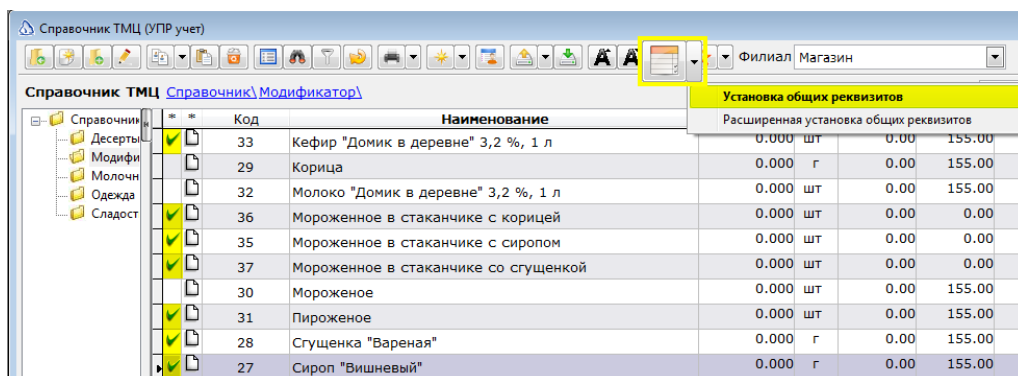 Справочник ТМЦ (УПР учет)
Филиал Магазин
Справочник ТМЦ Справочник\ Модификатор\
Установка общих реквизитов
Расширенная установка общих реквизитов
Справочник
Десерты
Модифи
Молочн
Одежда
Сладост
* * Код Наименование
33 Кефир "Домик в деревне" 3,2 %, 1 л 0.000 шт 0.00 155.00
29 Корица 0.000 г 0.00 155.00
32 Молоко "Домик в деревне" 3,2 %, 1 л 0.000 шт 0.00 155.00
36 Мороженное в стаканчике с корицей 0.000 шт 0.00 0.00
35 Мороженное в стаканчике с сиропом 0.000 шт 0.00 0.00
37 Мороженное в стаканчике со сгущенкой 0.000 шт 0.00 0.00
30 Мороженое 0.000 шт 0.00 155.00
31 Пироженое 0.000 шт 0.00 155.00
28 Сгущенка "Вареная" 0.000 г 0.00 155.00
27 Сироп "Вишневый" 0.000 г 0.00 155.00